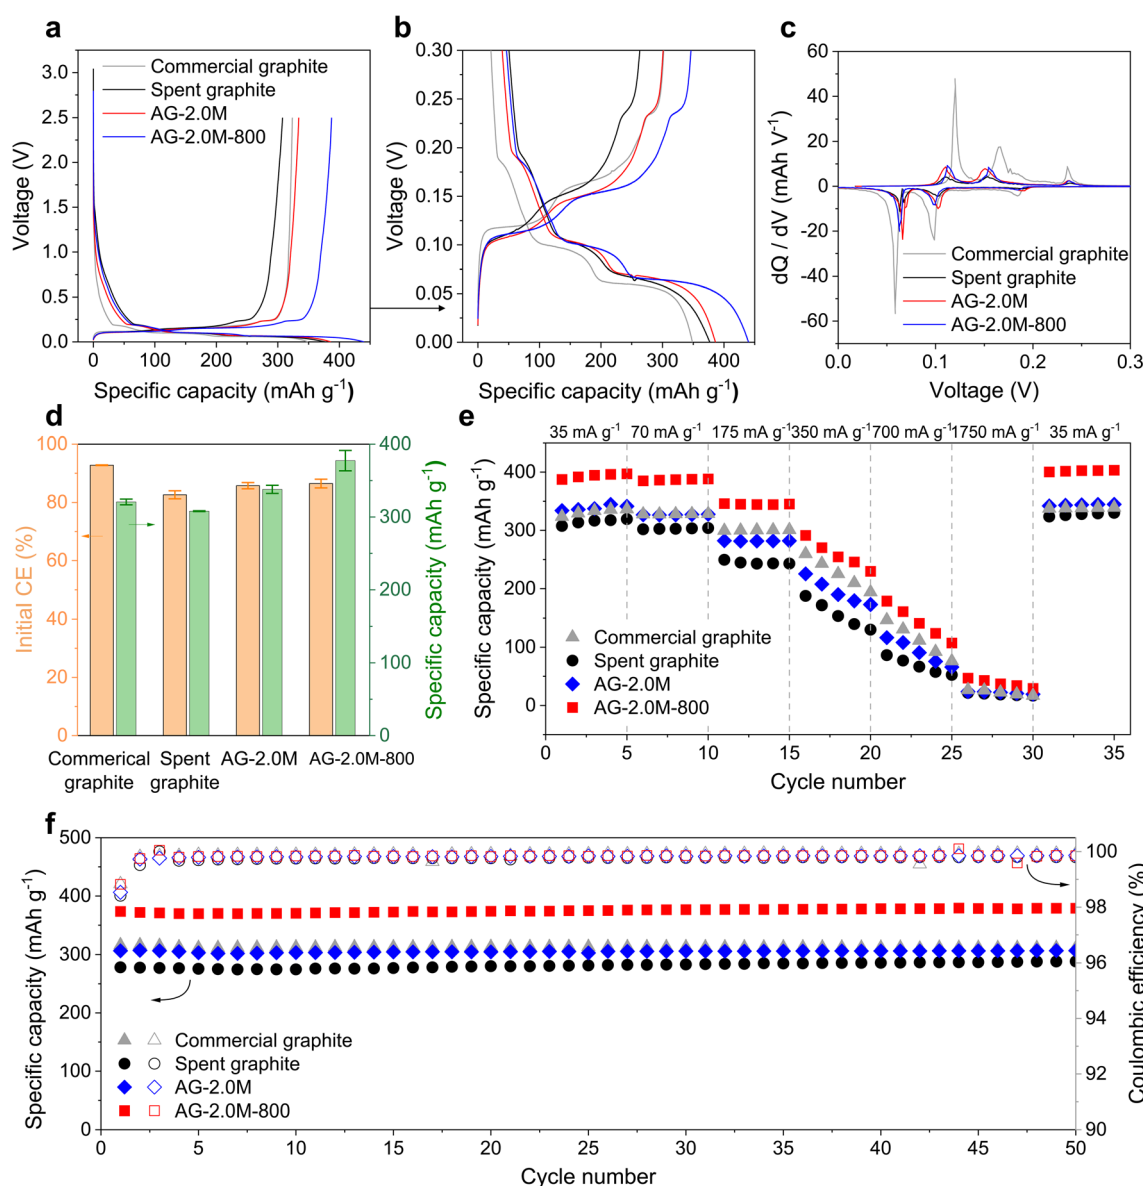 a
3.0
2.5
2.0
1.5
1.0
0.5
0.0
Voltage (V)
Commercial graphite
Spent graphite
AG-2.0M
AG-2.0M-800
0 100 200 300 400
Specific capacity (mAh g-1)
b
0.30
0.25
0.20
0.15
0.10
0.05
0.00
Voltage (V)
0 100 200 300 400
Specific capacity (mAh g-1)
c
60
40
20
0
-20
-40
-60
dQ / dV (mAh V-1)
Commercial graphite
Spent graphite
AG-2.0M
AG-2.0M-800
0.0 0.1 0.2 0.3
Voltage (V)
d
100
80
60
40
20
0
Initial CE (%)
400
300
200
100
0
Specific capacity (mAh g-1)
Commerical
graphite
Spent
graphite
AG-2.0M
AG-2.0M-800
e
35 mA g-1 70 mA g-1 175 mA g-1 350 mA g-1 700 mA g-1 1750 mA g-1 35 mA g-1
400
300
200
100
0
Specific capacity (mAh g-1)
Commercial graphite
Spent graphite
AG-2.0M
AG-2.0M-800
0 5 10 15 20 25 30 35
Cycle number
f
500
400
300
200
100
0
Specific capacity (mAh g-1)
Commercial graphite
Spent graphite
AG-2.0M
AG-2.0M-800
100
98
96
94
92
90
Coulombic efficiency (%)
0 5 10 15 20 25 30 35 40 45 50
Cycle number